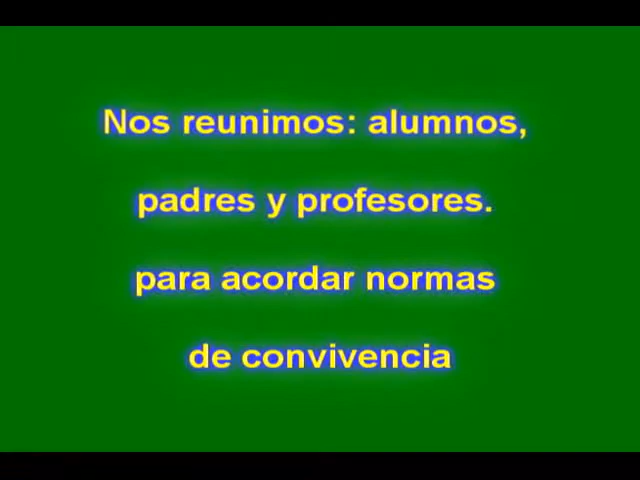 Nos reunimos: alumnos,
padres y profesores.
para acordar normas
de convivencia